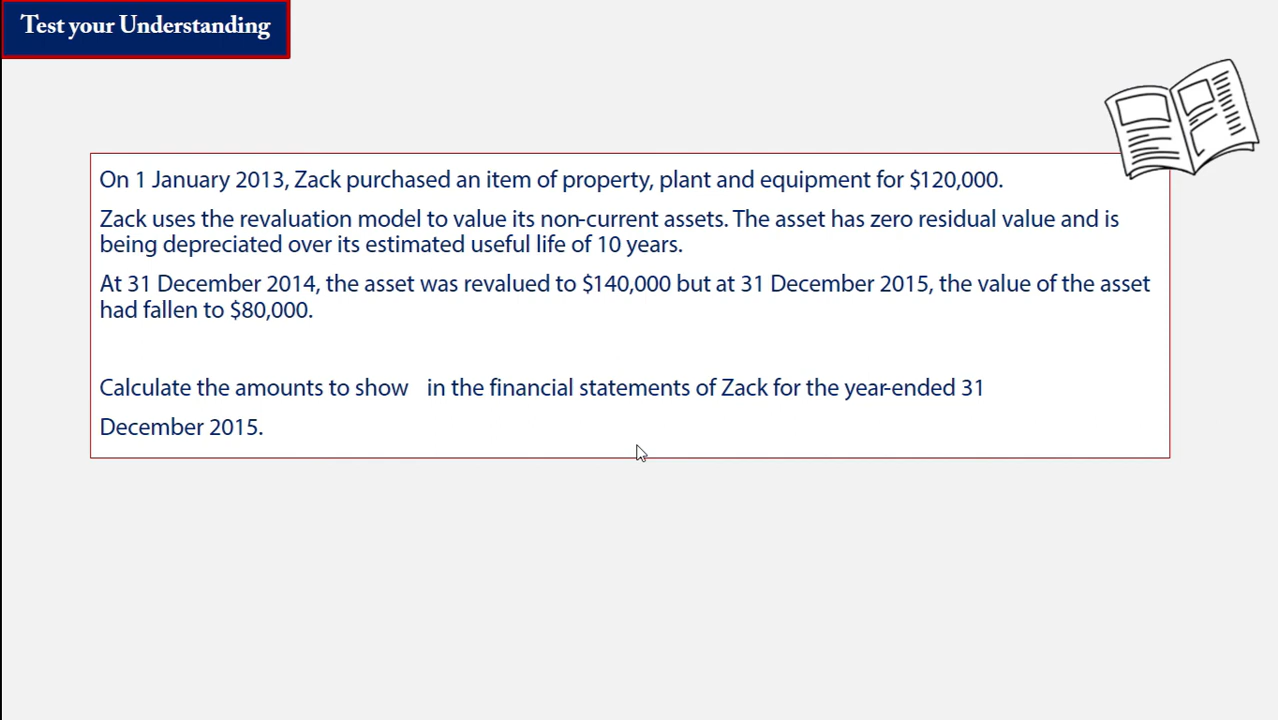 Test your Understanding
On 1 January 2013, Zack purchased an item of property, plant and equipment for $120,000.
Zack uses the revaluation model to value its non-current assets. The asset has zero residual value and is
being depreciated over its estimated useful life of 10 years.
At 31 December 2014, the asset was revalued to $140,000 but at 31 December 2015, the value of the asset
had fallen to $80,000.
Calculate the amounts to show in the financial statements of Zack for the year-ended 31
December 2015.